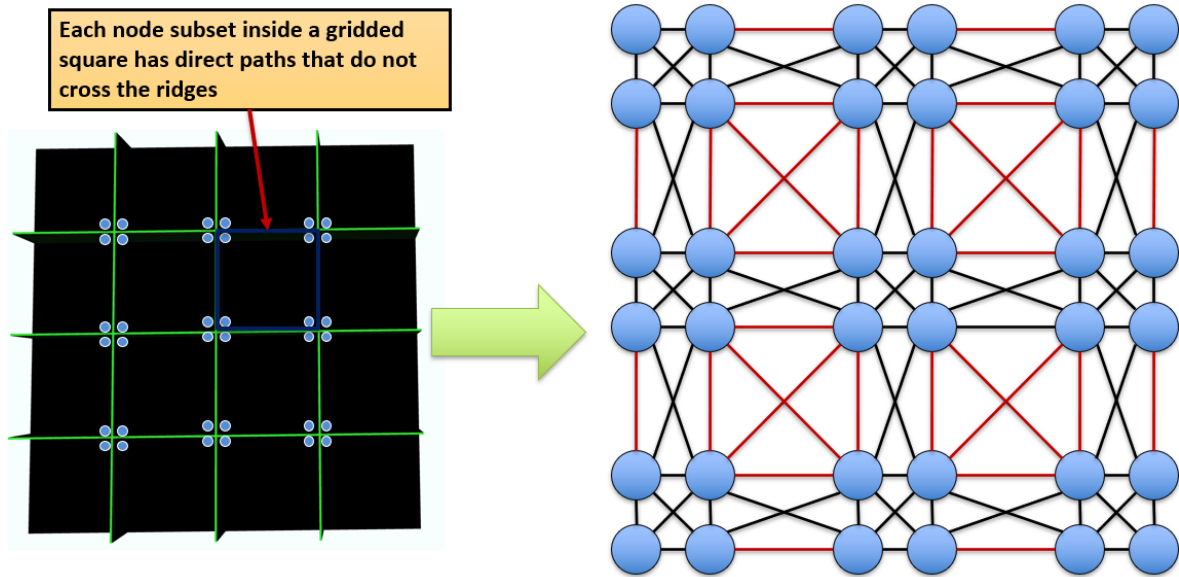 Each node subset inside a gridded
square has direct paths that do not
cross the ridges